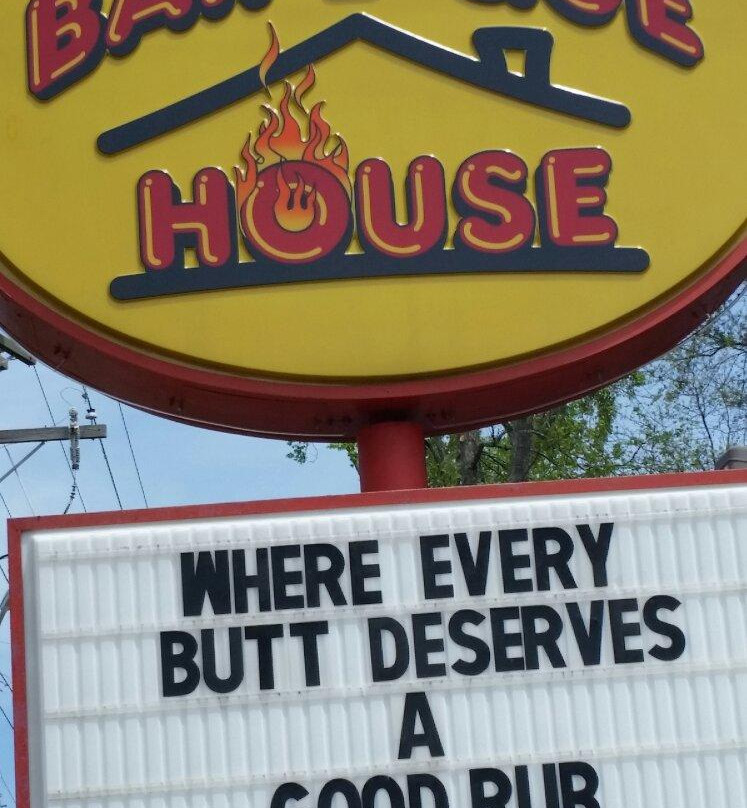 HOUSE
WHERE EVERY
BUTT DESERVES
A
GOOD RUB